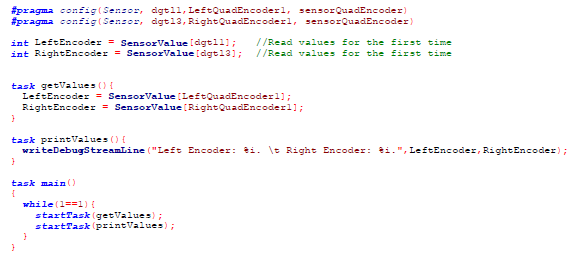 #pragma config(Sensor, dgtl1,LeftQuadEncoder1, sensorQuadEncoder)
#pragma config(Sensor, dgtl3,RightQuadEncoder1, sensorQuadEncoder)
int LeftEncoder = SensorValue[dgtl1];   //Read values for the first time
int RightEncoder = SensorValue[dgtl3];  //Read values for the first time
task getValues(){
  LeftEncoder = SensorValue[LeftQuadEncoder1];
  RightEncoder = SensorValue[RightQuadEncoder1];
}
task printValues(){
  writeDebugStreamLine("Left Encoder: %i. \t Right Encoder: %i.",LeftEncoder,RightEncoder);
}
task main()
{
  while(1==1){
    startTask(getValues);
    startTask(printValues);
  }
}